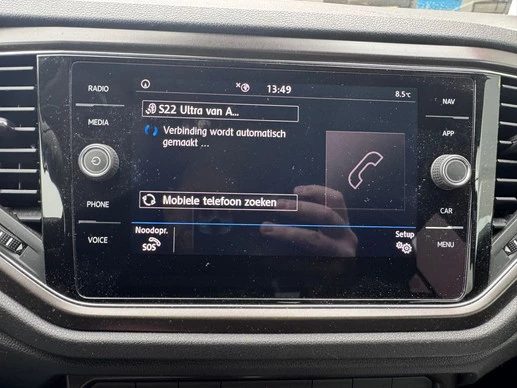 RADIO
MEDIA
PHONE
VOICE
13:49
8.5°C
S22 Ultra van A...
Verbinding wordt automatisch
gemaakt ...
Mobiele telefoon zoeken
Noodopr.
SOS
Setup
NAV
APP
CAR
MENU